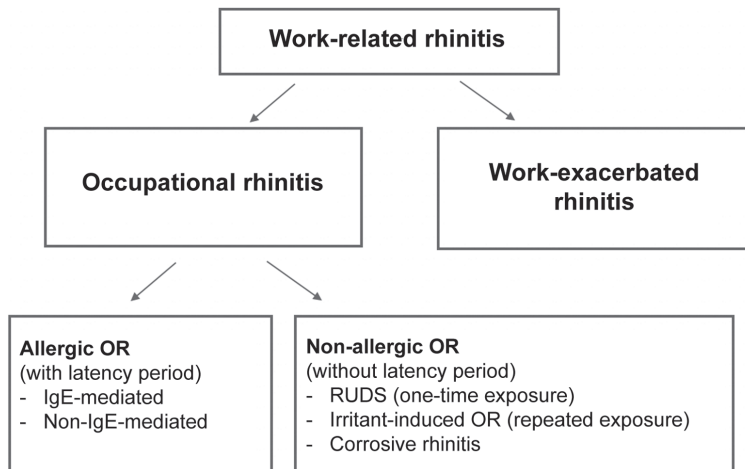 Work-related rhinitis
Occupational rhinitis
Work-exacerbated
rhinitis
Allergic OR
(with latency period)
- IgE-mediated
- Non-IgE-mediated
Non-allergic OR
(without latency period)
- RUDS (one-time exposure)
- Irritant-induced OR (repeated exposure)
- Corrosive rhinitis